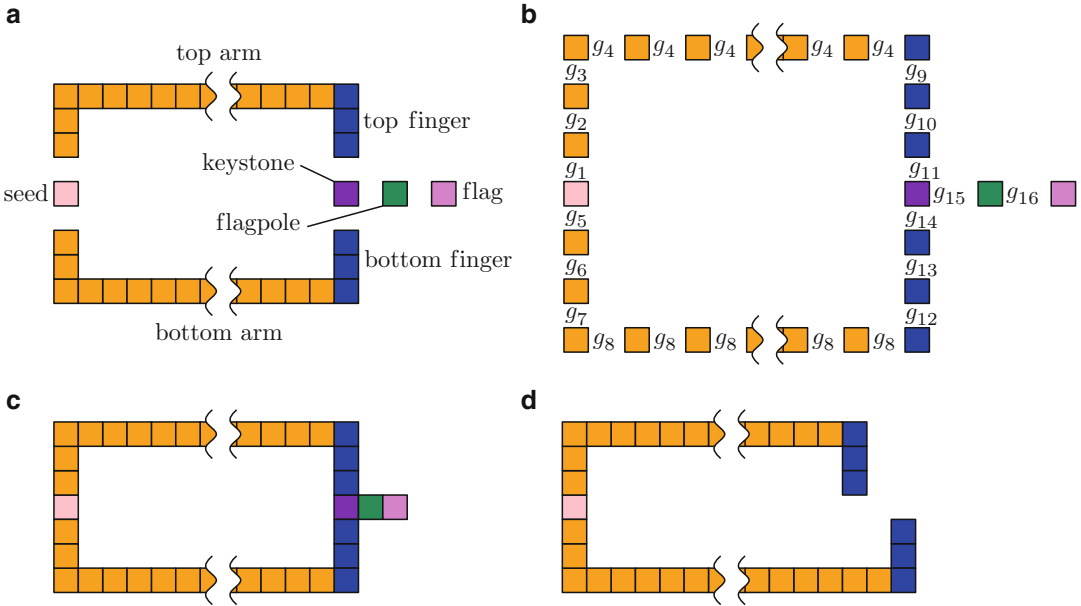 a
top arm
top finger
keystone
seed
flag
flagpole
bottom finger
bottom arm
b
g4 g4 g4 g4 g4
g3 g9
g2 g10
g1 g11
g15 g16
g5 g14
g6 g13
g7 g12
g8 g8 g8 g8 g8
c
d